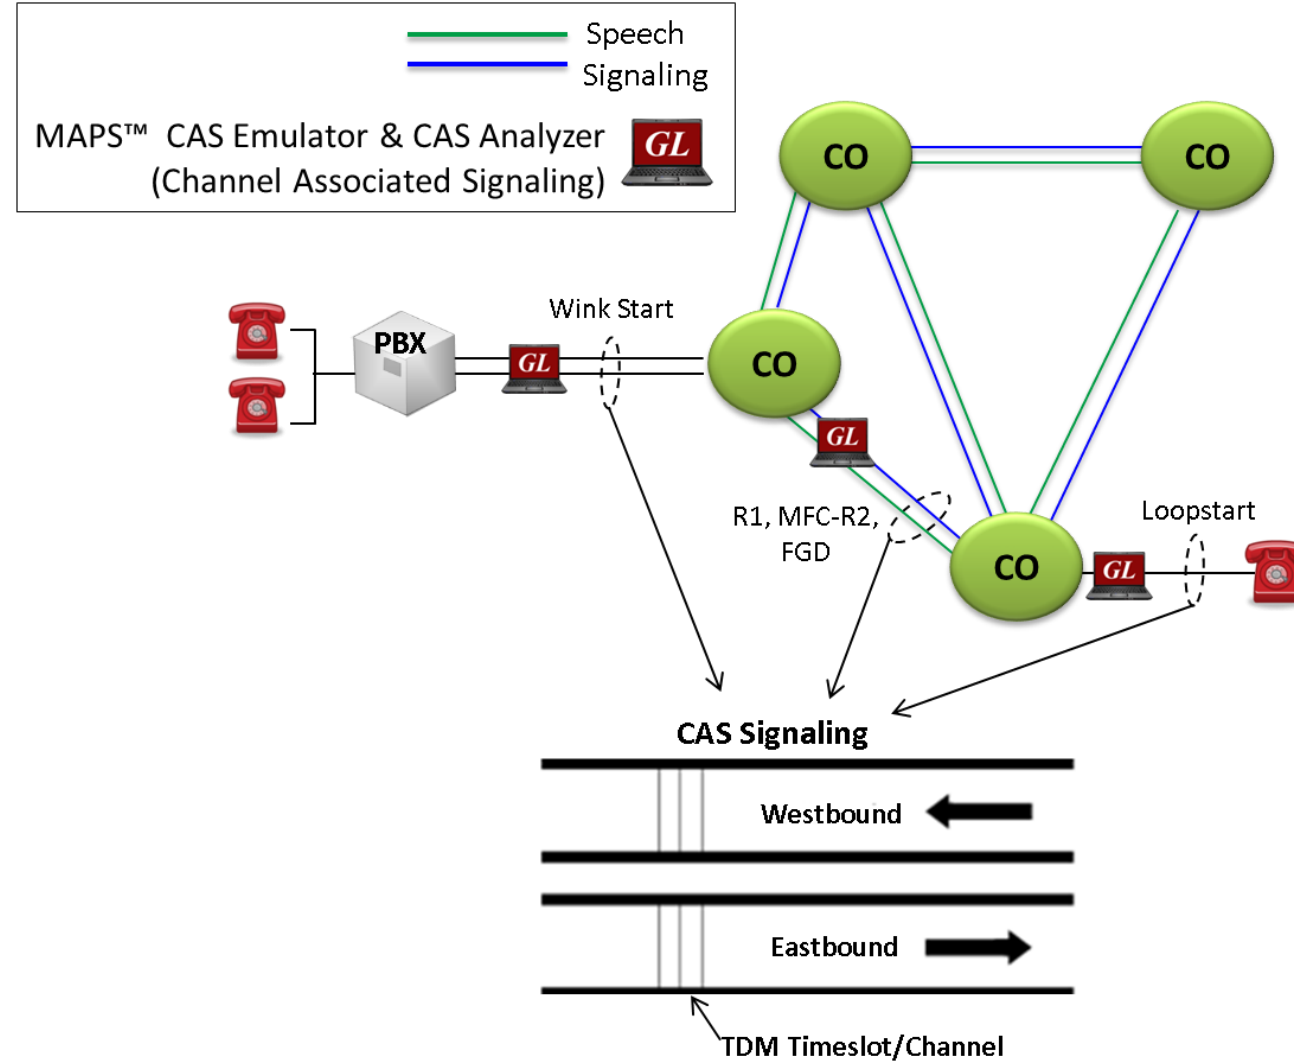 Speech
Signaling
MAPS™ CAS Emulator & CAS Analyzer
(Channel Associated Signaling)
GL
CO
CO
Wink Start
PBX
GL
CO
GL
R1, MFC-R2,
FGD
Loopstart
CO
GL
CAS Signaling
Westbound
Eastbound
TDM Timeslot/Channel